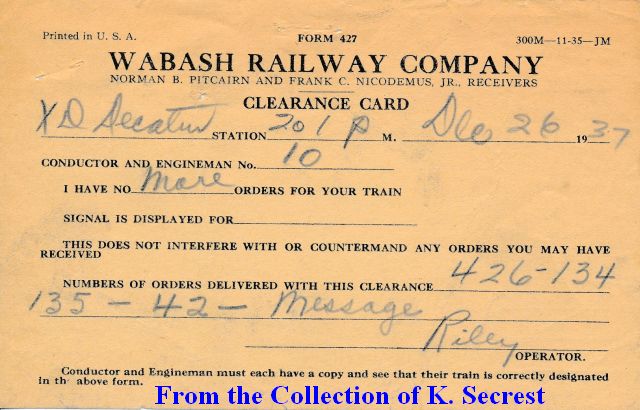 Printed in U. S. A. FORM 427 300M—11-35—JM
WABASH RAILWAY COMPANY
NORMAN B. PITCAIRN AND FRANK C. NICODEMUS, JR., RECEIVERS
CLEARANCE CARD
XD Decatur STATION 201 P M. Dec 26 1937
CONDUCTOR AND ENGINEMAN No. 10
I HAVE NO More ORDERS FOR YOUR TRAIN
SIGNAL IS DISPLAYED FOR
THIS DOES NOT INTERFERE WITH OR COUNTERMAND ANY ORDERS YOU MAY HAVE
RECEIVED
NUMBERS OF ORDERS DELIVERED WITH THIS CLEARANCE 426-134
135 - 42 - Message
Riley OPERATOR.
Conductor and Engineman must each have a copy and see that their train is correctly designated
in th above form.
From the Collection of K. Secrest